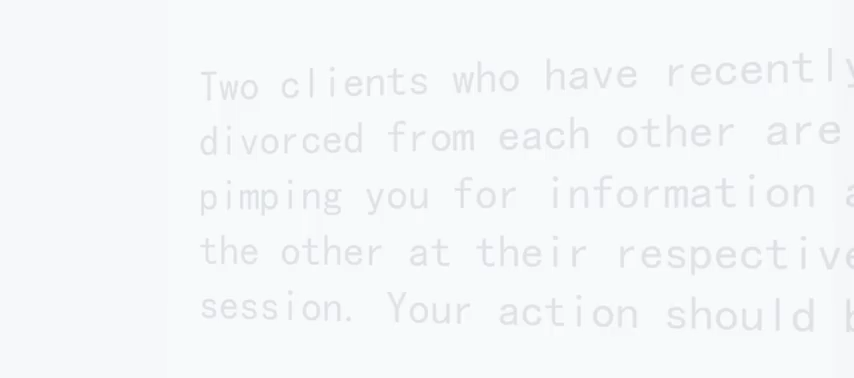 Two clients who have recently
divorced from each other are
pimping you for information a
the other at their respective
session. Your action should b